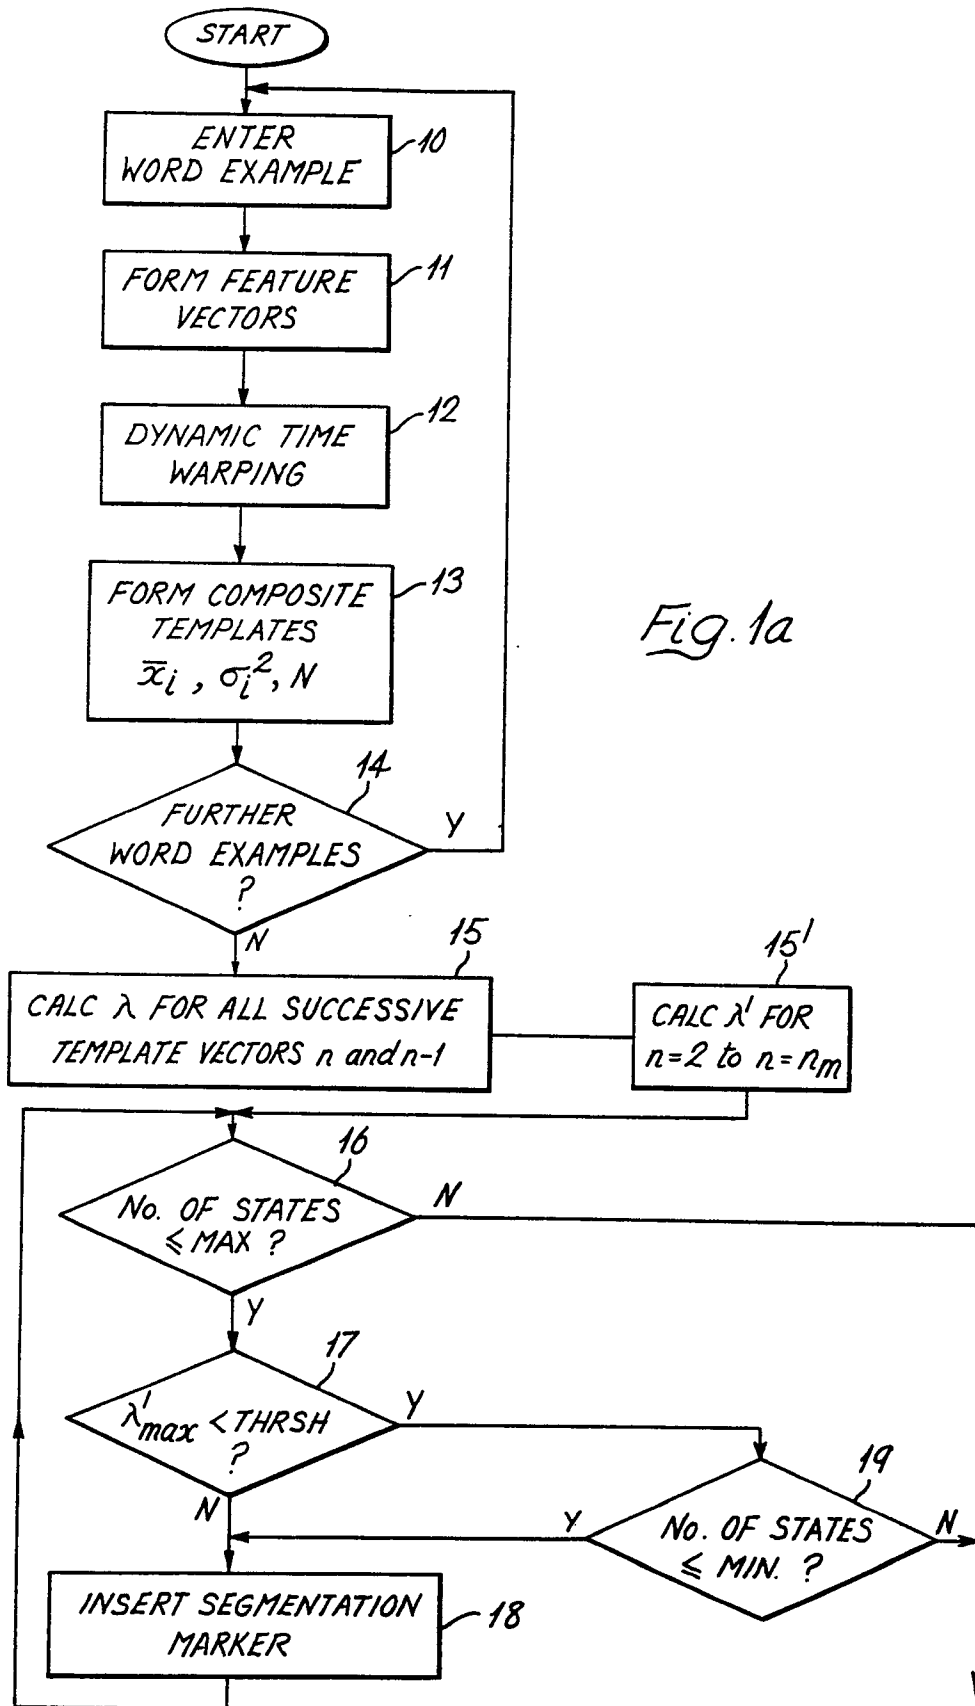 START
ENTER
WORD EXAMPLE
10
FORM FEATURE
VECTORS
11
DYNAMIC TIME
WARPING
12
FORM COMPOSITE
TEMPLATES
x̅i , σi², N
13
Fig. 1a
14
FURTHER
WORD EXAMPLES
?
Y
N
15
CALC λ FOR ALL SUCCESSIVE
TEMPLATE VECTORS n and n-1
15'
CALC λ' FOR
n=2 to n=nm
16
No. OF STATES
≤ MAX ?
N
Y
17
λ'max < THRSH
?
Y
N
19
No. OF STATES
≤ MIN. ?
Y
N
INSERT SEGMENTATION
MARKER
18